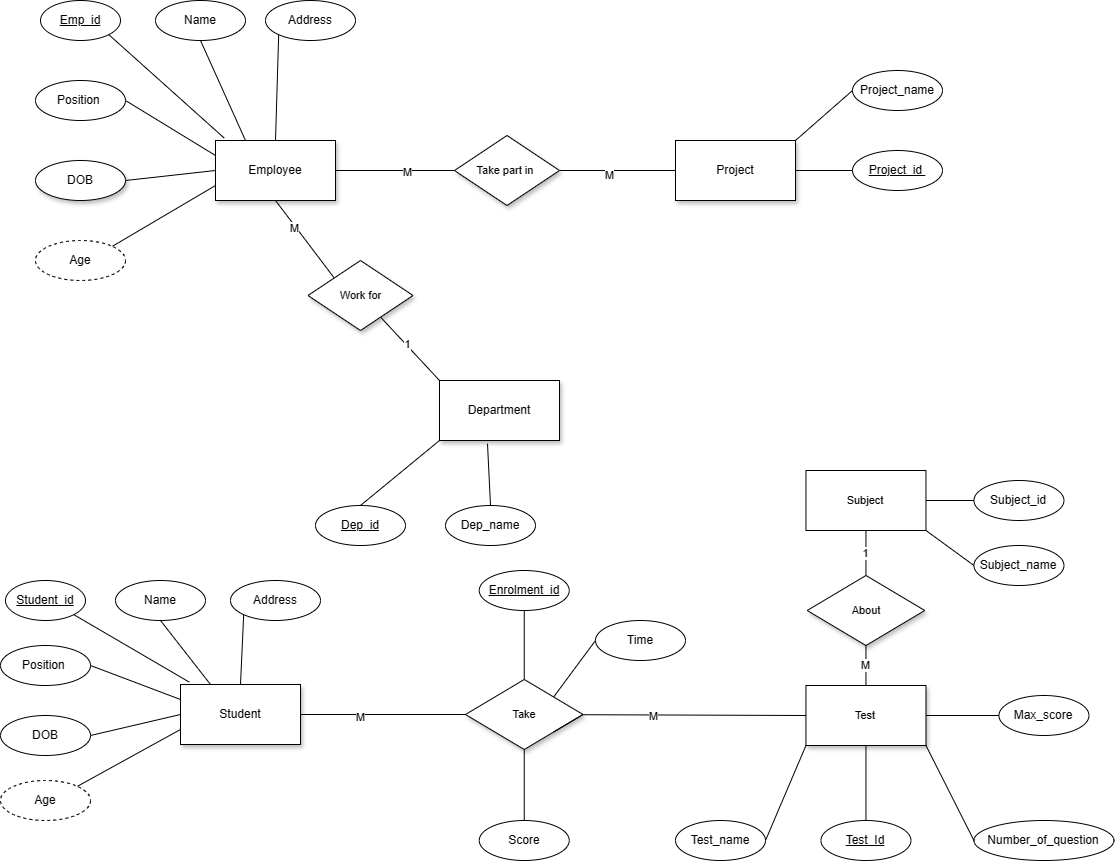 Emp_id
Name
Address
Position
DOB
Age
Employee
M
Take part in
M
Project
Project_name
Project_id
M
Work for
1
Department
Dep_id
Dep_name
Subject
Subject_id
Subject_name
1
About
M
Student_id
Name
Address
Position
DOB
Age
Student
M
Enrolment_id
Time
Take
Score
M
Test
Max_score
Test_name
Test_Id
Number_of_question